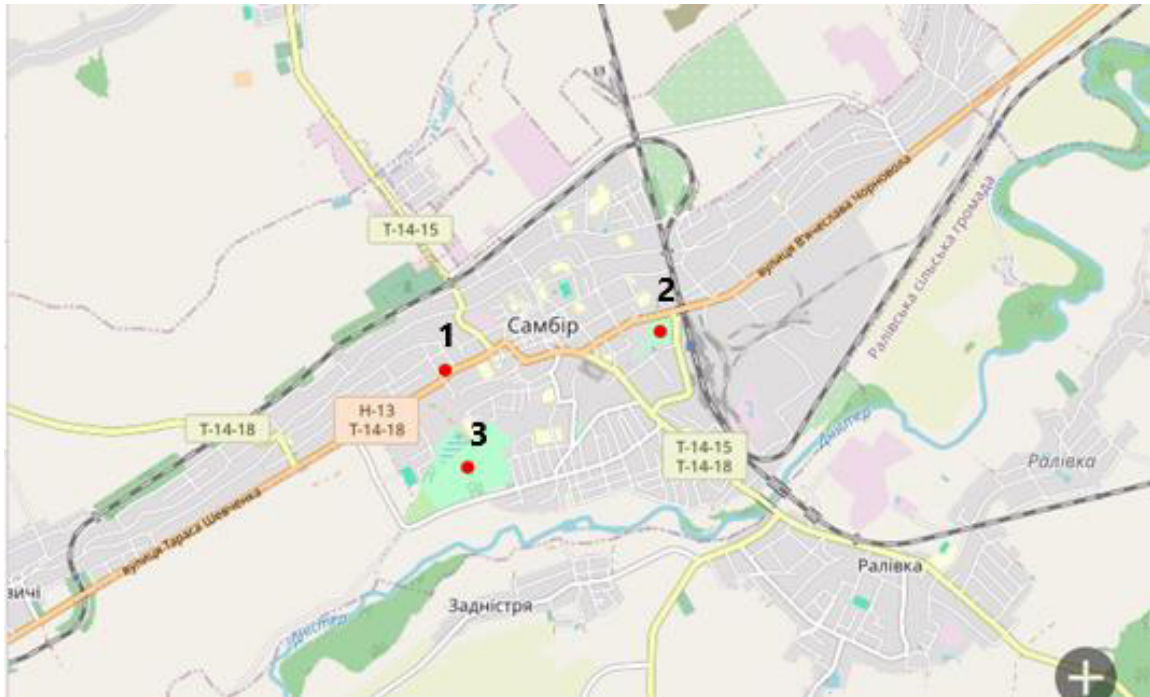 Т-14-15
вулиця В'ячеслава Чорновола
Ралівська сільська громада
2
1
Самбір
Н-13
Т-14-18
Т-14-18
3
Т-14-15
Т-14-18
Дністер
Ралівка
вулиця Тараса Шевченка
Ралівка
вичі
Задністря
Дністер